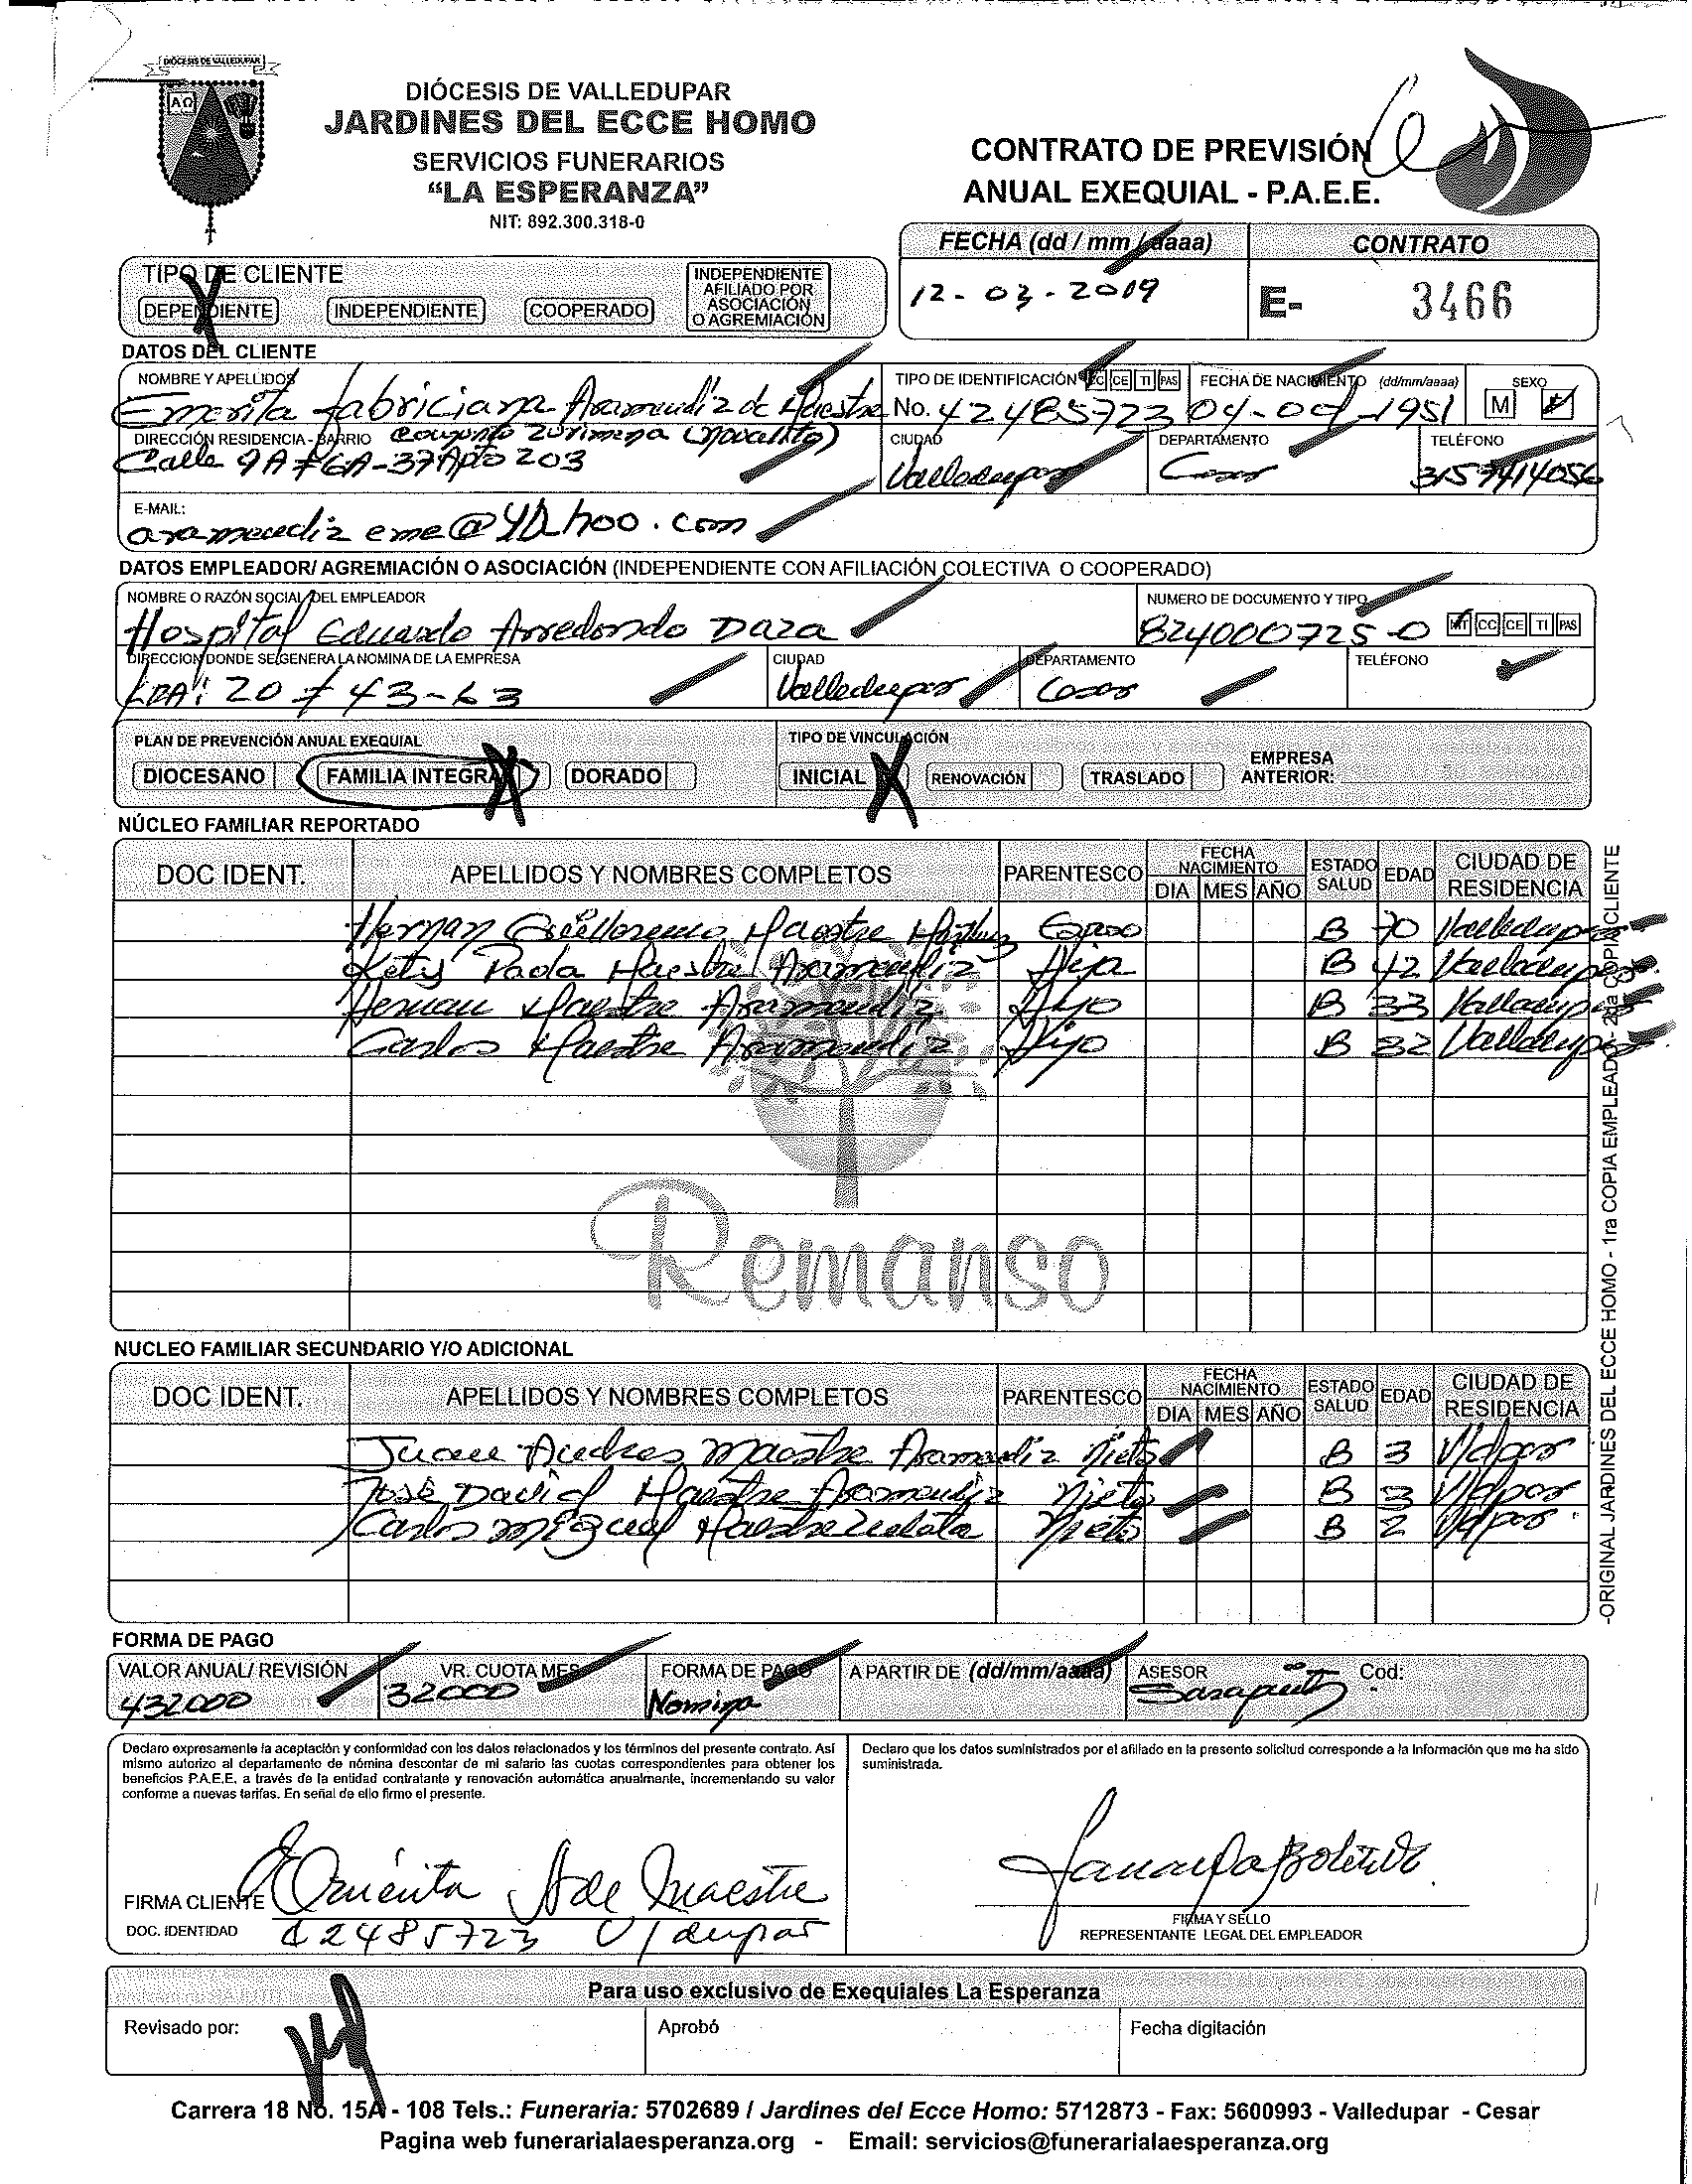 DIÓCESIS DE VALLEDUPAR
DIÓCESIS DE VALLEDUPAR
JARDINES DEL ECCE HOMO
SERVICIOS FUNERARIOS
“LA ESPERANZA”
NIT: 892.300.318-0
CONTRATO DE PREVISIÓN
ANUAL EXEQUIAL - P.A.E.E.
FECHA (dd / mm / aaaa) CONTRATO
12-03-2019 E- 3466
TIPO DE CLIENTE
DEPENDIENTE INDEPENDIENTE COOPERADO INDEPENDIENTE AFILIADO POR ASOCIACIÓN O AGREMIACIÓN
DATOS DEL CLIENTE
NOMBRE Y APELLIDOS TIPO DE IDENTIFICACIÓN CC CE TI PAS FECHA DE NACIMIENTO (dd/mm/aaaa) SEXO
Emerita fabriciana Aramendiz de Maestre No. 42485723 04-04-1951 M F
DIRECCIÓN RESIDENCIA - BARRIO Conjunto Zurimena (Novalito) CIUDAD DEPARTAMENTO TELÉFONO
Calle 9A # 6A-37 Apto 203 Valledupar Cesar 3157414056
E-MAIL:
aramendiz eme@yahoo.com
DATOS EMPLEADOR/ AGREMIACIÓN O ASOCIACIÓN (INDEPENDIENTE CON AFILIACIÓN COLECTIVA O COOPERADO)
NOMBRE O RAZÓN SOCIAL DEL EMPLEADOR NUMERO DE DOCUMENTO Y TIPO
Hospital Eduardo Arredondo Daza 824000725-0 NIT CC CE TI PAS
DIRECCION DONDE SE GENERA LA NOMINA DE LA EMPRESA CIUDAD DEPARTAMENTO TELÉFONO
KRA: 20 # 43-63 Valledupar Cesar
PLAN DE PREVENCIÓN ANUAL EXEQUIAL TIPO DE VINCULACIÓN
DIOCESANO FAMILIA INTEGRAL DORADO INICIAL RENOVACIÓN TRASLADO EMPRESA ANTERIOR:
NÚCLEO FAMILIAR REPORTADO
DOC IDENT. APELLIDOS Y NOMBRES COMPLETOS PARENTESCO FECHA NACIMIENTO DIA MES AÑO ESTADO SALUD EDAD CIUDAD DE RESIDENCIA
Hernan Guillermo Maestre Esposo B 70 Valledupar
Ketty Paola Maestre Aramendiz Hija B 42 Valledupar
Hernan Maestre Aramendiz Hijo B 33 Valledupar
Carlos Maestre Aramendiz Hijo B 32 Valledupar
Remanso
NUCLEO FAMILIAR SECUNDARIO Y/O ADICIONAL
DOC IDENT. APELLIDOS Y NOMBRES COMPLETOS PARENTESCO FECHA NACIMIENTO DIA MES AÑO ESTADO SALUD EDAD CIUDAD DE RESIDENCIA
Juan Andres Maestre Aramendiz Nieto B 3 V/dpar
José David Maestre Aramendiz Nieto B 3 V/dpar
Carlos Miguel Maestre Zuleta Nieto B 2 V/dpar
-ORIGINAL JARDINES DEL ECCE HOMO - 1ra COPIA EMPLEADOR 2da COPIA CLIENTE
FORMA DE PAGO
VALOR ANUAL/ REVISIÓN VR. CUOTA MES FORMA DE PAGO A PARTIR DE (dd/mm/aaaa) ASESOR Cod:
432000 32000 Nomina
Declaro expresamente la aceptación y conformidad con los datos relacionados y los términos del presente contrato. Así
mismo autorizo al departamento de nómina descontar de mi salario las cuotas correspondientes para obtener los
beneficios P.A.E.E. a través de la entidad contratante y renovación automática anualmente, incrementando su valor
conforme a nuevas tarifas. En señal de ello firmo el presente.
Declaro que los datos suministrados por el afiliado en la presente solicitud corresponde a la Información que me ha sido
suministrada.
FIRMA CLIENTE Emerita A de Maestre
DOC. IDENTIDAD 42485723 V/dupar
FIRMA Y SELLO
REPRESENTANTE LEGAL DEL EMPLEADOR
Para uso exclusivo de Exequiales La Esperanza
Revisado por: Aprobó Fecha digitación
Carrera 18 No. 15A - 108 Tels.: Funeraria: 5702689 / Jardines del Ecce Homo: 5712873 - Fax: 5600993 - Valledupar - Cesar
Pagina web funerarialaesperanza.org - Email: servicios@funerarialaesperanza.org